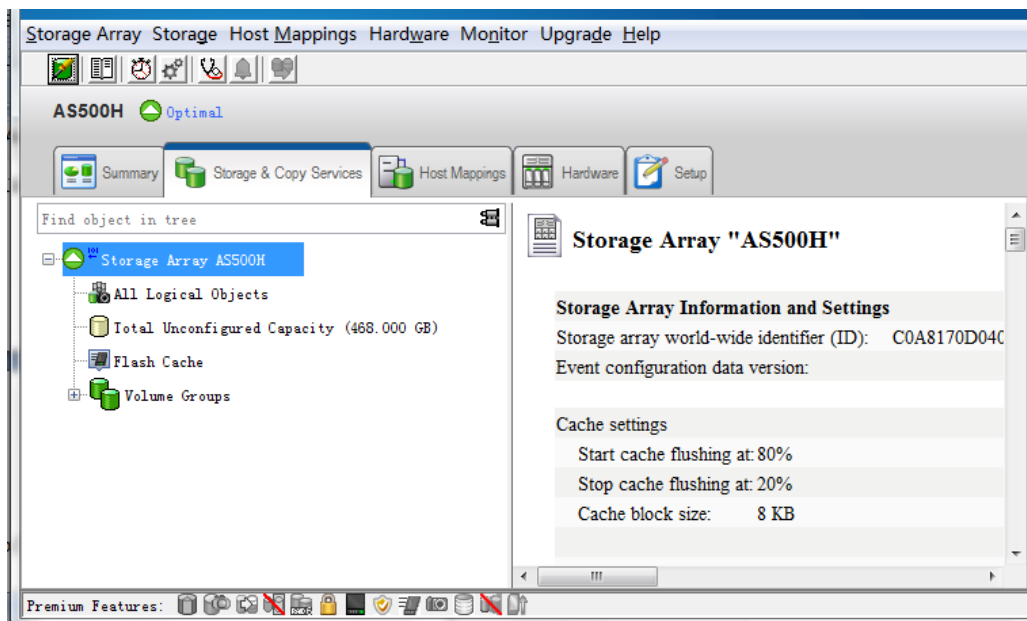 Storage Array Storage Host Mappings Hardware Monitor Upgrade Help
AS500H Optimal
Summary Storage & Copy Services Host Mappings Hardware Setup
Find object in tree
Storage Array AS500H
All Logical Objects
Total Unconfigured Capacity (468.000 GB)
Flash Cache
Volume Groups
Storage Array "AS500H"
Storage Array Information and Settings
Storage array world-wide identifier (ID): C0A8170D040
Event configuration data version:
Cache settings
Start cache flushing at: 80%
Stop cache flushing at: 20%
Cache block size: 8 KB
Premium Features: